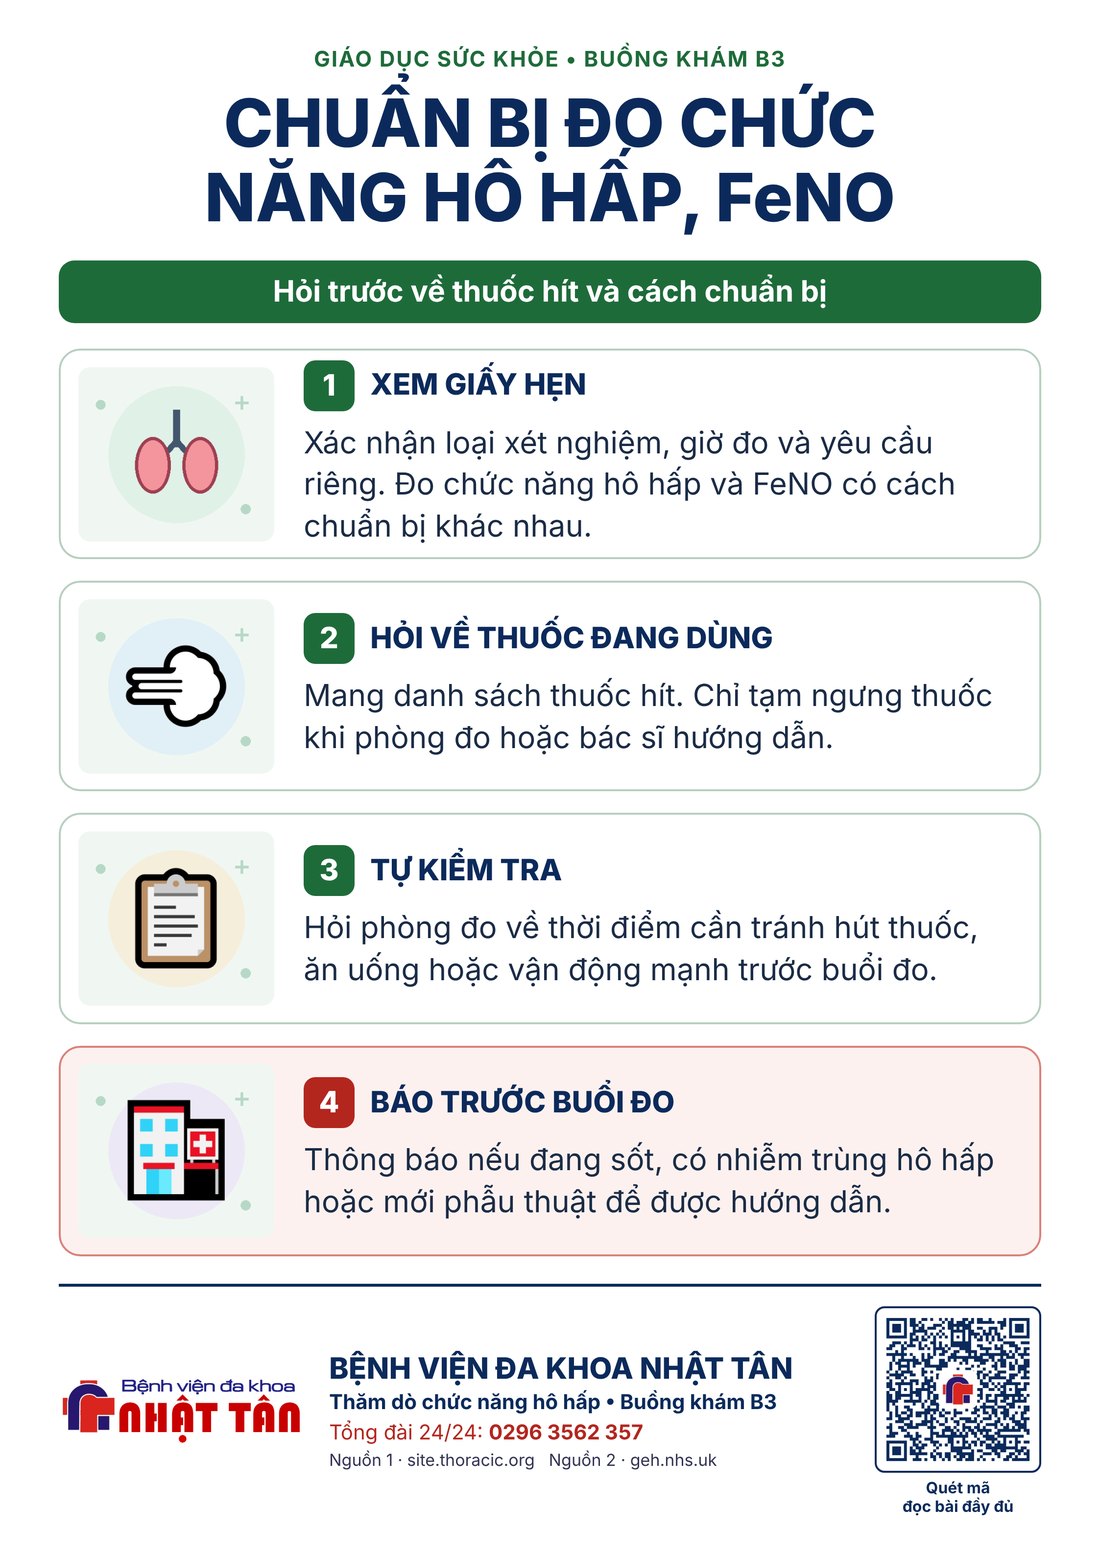 GIÁO DỤC SỨC KHỎE • BUỒNG KHÁM B3
CHUẨN BỊ ĐO CHỨC
NĂNG HÔ HẤP, FeNO
Hỏi trước về thuốc hít và cách chuẩn bị
1 XEM GIẤY HẸN
Xác nhận loại xét nghiệm, giờ đo và yêu cầu
riêng. Đo chức năng hô hấp và FeNO có cách
chuẩn bị khác nhau.
2 HỎI VỀ THUỐC ĐANG DÙNG
Mang danh sách thuốc hít. Chỉ tạm ngưng thuốc
khi phòng đo hoặc bác sĩ hướng dẫn.
3 TỰ KIỂM TRA
Hỏi phòng đo về thời điểm cần tránh hút thuốc,
ăn uống hoặc vận động mạnh trước buổi đo.
4 BÁO TRƯỚC BUỔI ĐO
Thông báo nếu đang sốt, có nhiễm trùng hô hấp
hoặc mới phẫu thuật để được hướng dẫn.
Bệnh viện đa khoa
NHẬT TÂN
BỆNH VIỆN ĐA KHOA NHẬT TÂN
Thăm dò chức năng hô hấp • Buồng khám B3
Tổng đài 24/24: 0296 3562 357
Nguồn 1 · site.thoracic.org Nguồn 2 · geh.nhs.uk
Quét mã
đọc bài đầy đủ